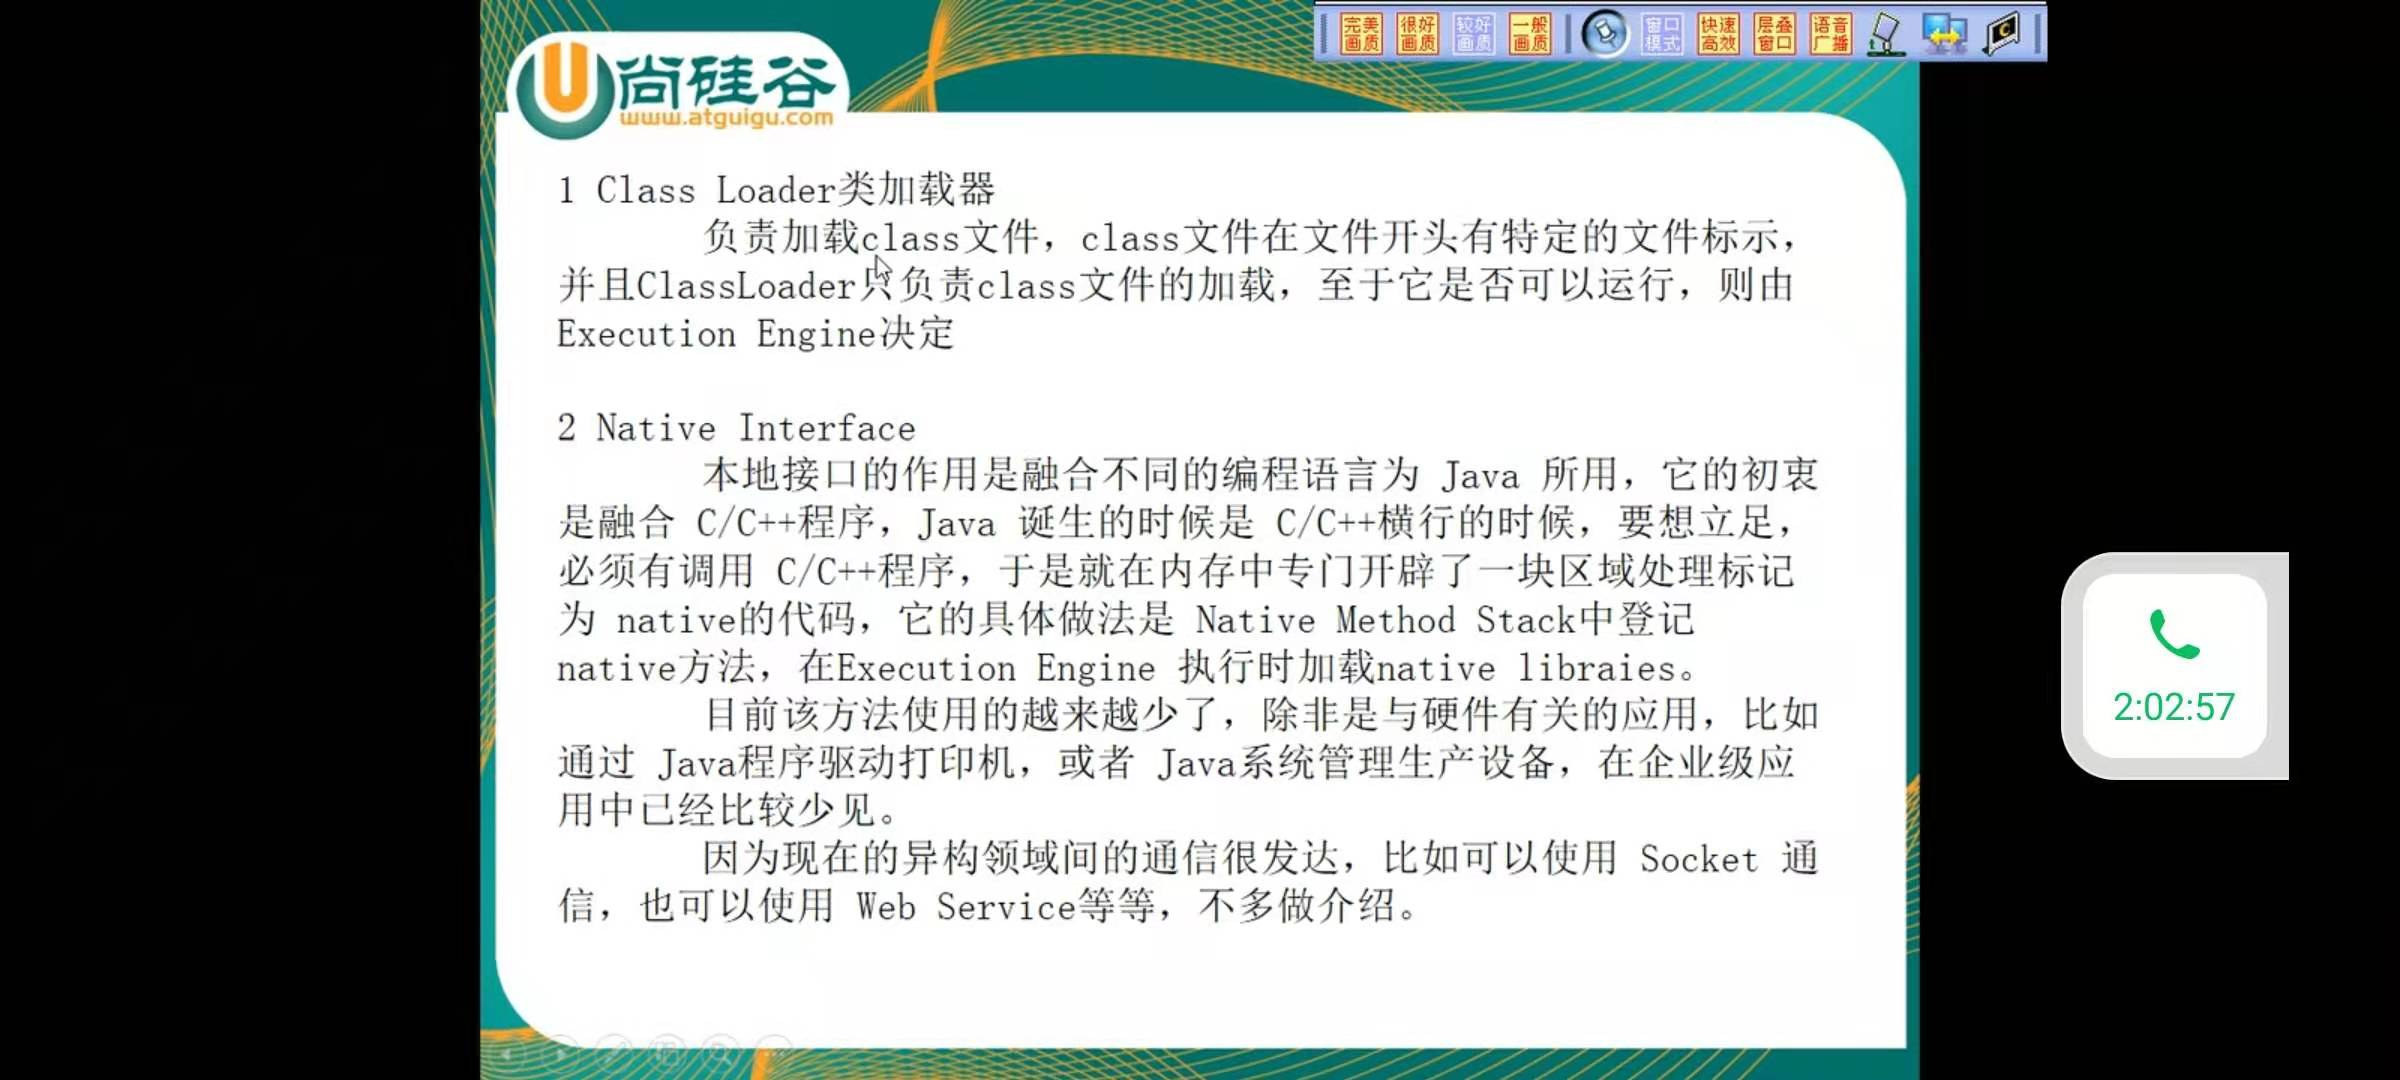 完美画质 很好画质 较好画质 一般画质 窗口模式 快速高效 层叠窗口 语音广播
尚硅谷
www.atguigu.com
1 Class Loader类加载器
负责加载class文件，class文件在文件开头有特定的文件标示，
并且ClassLoader只负责class文件的加载，至于它是否可以运行，则由
Execution Engine决定
2 Native Interface
本地接口的作用是融合不同的编程语言为 Java 所用，它的初衷
是融合 C/C++程序，Java 诞生的时候是 C/C++横行的时候，要想立足，
必须有调用 C/C++程序，于是就在内存中专门开辟了一块区域处理标记
为 native的代码，它的具体做法是 Native Method Stack中登记
native方法，在Execution Engine 执行时加载native libraies。
目前该方法使用的越来越少了，除非是与硬件有关的应用，比如
通过 Java程序驱动打印机，或者 Java系统管理生产设备，在企业级应
用中已经比较少见。
因为现在的异构领域间的通信很发达，比如可以使用 Socket 通
信，也可以使用 Web Service等等，不多做介绍。
2:02:57